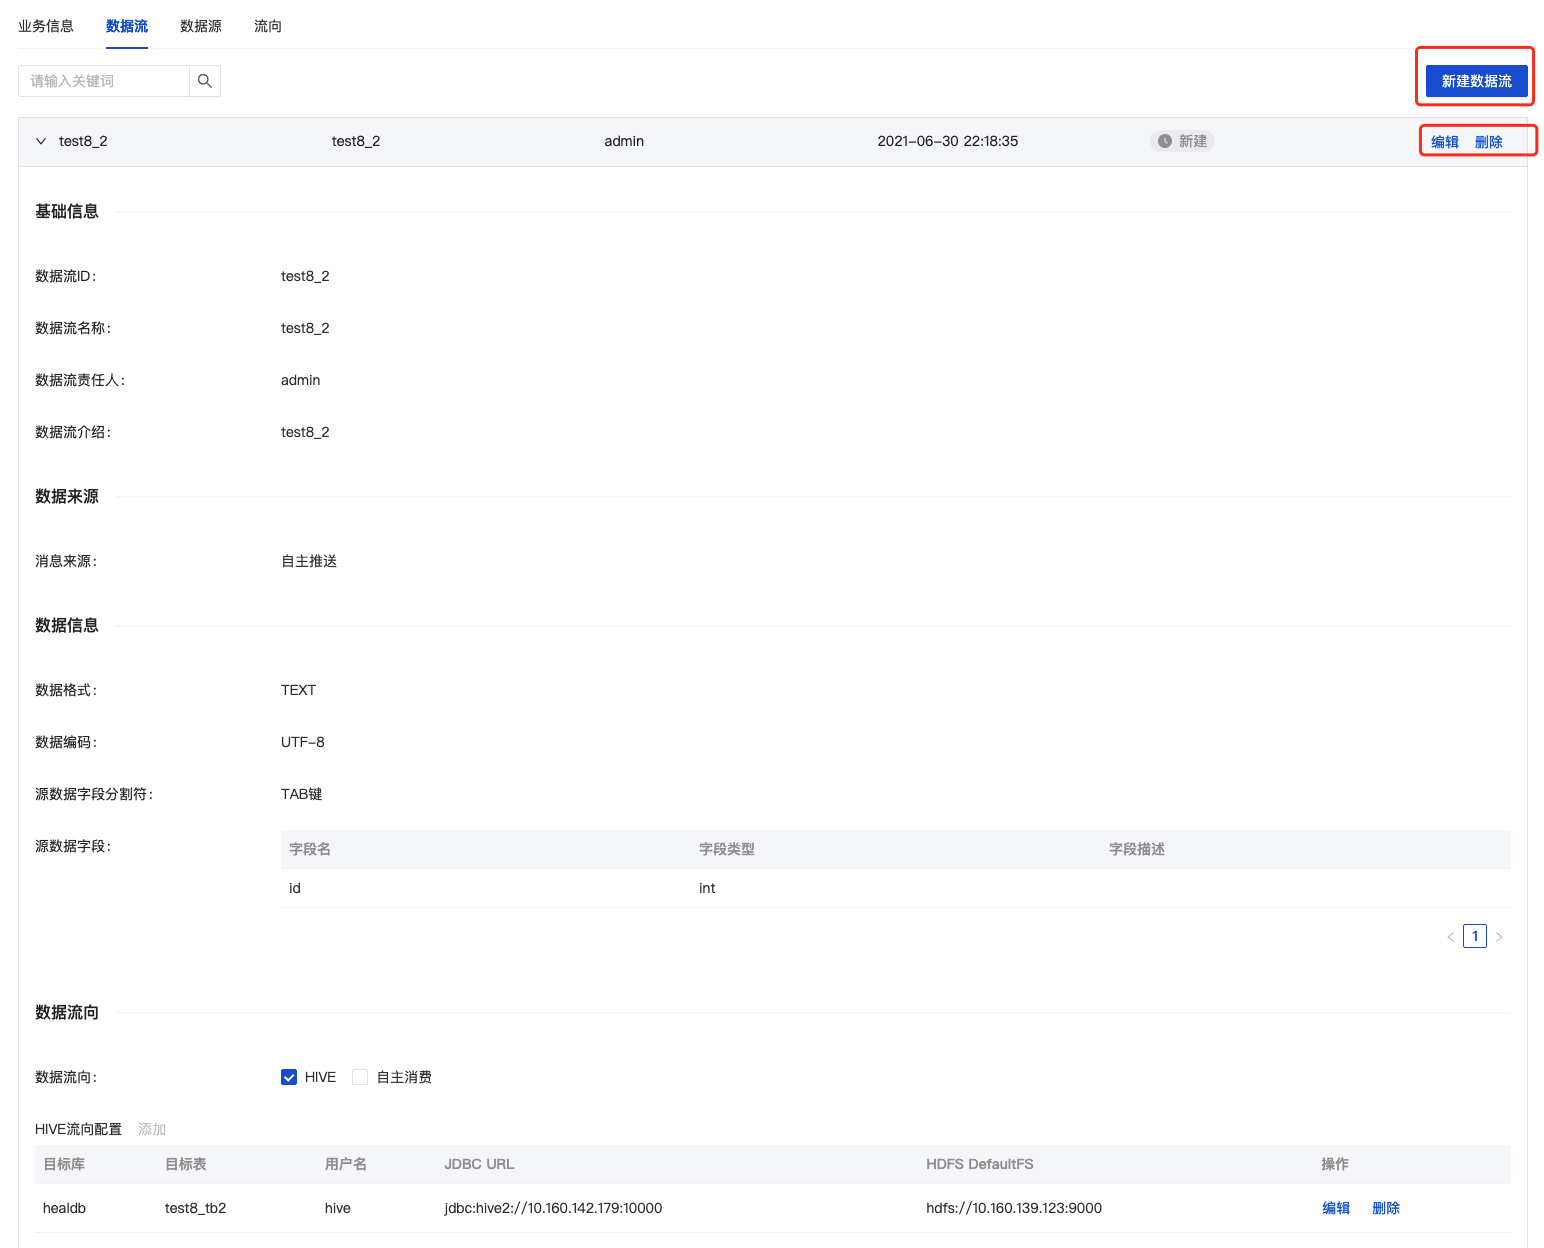 业务信息 数据流 数据源 流向
请输入关键词 新建数据流
test8_2 test8_2 admin 2021-06-30 22:18:35 新建 编辑 删除
基础信息
数据流ID: test8_2
数据流名称: test8_2
数据流责任人: admin
数据流介绍: test8_2
数据来源
消息来源: 自主推送
数据信息
数据格式: TEXT
数据编码: UTF-8
源数据字段分割符: TAB键
源数据字段: 字段名 字段类型 字段描述
id int
< 1 >
数据流向
数据流向: HIVE 自主消费
HIVE流向配置 添加
目标库 目标表 用户名 JDBC URL HDFS DefaultFS 操作
healdb test8_tb2 hive jdbc:hive2://10.160.142.179:10000 hdfs://10.160.139.123:9000 编辑 删除